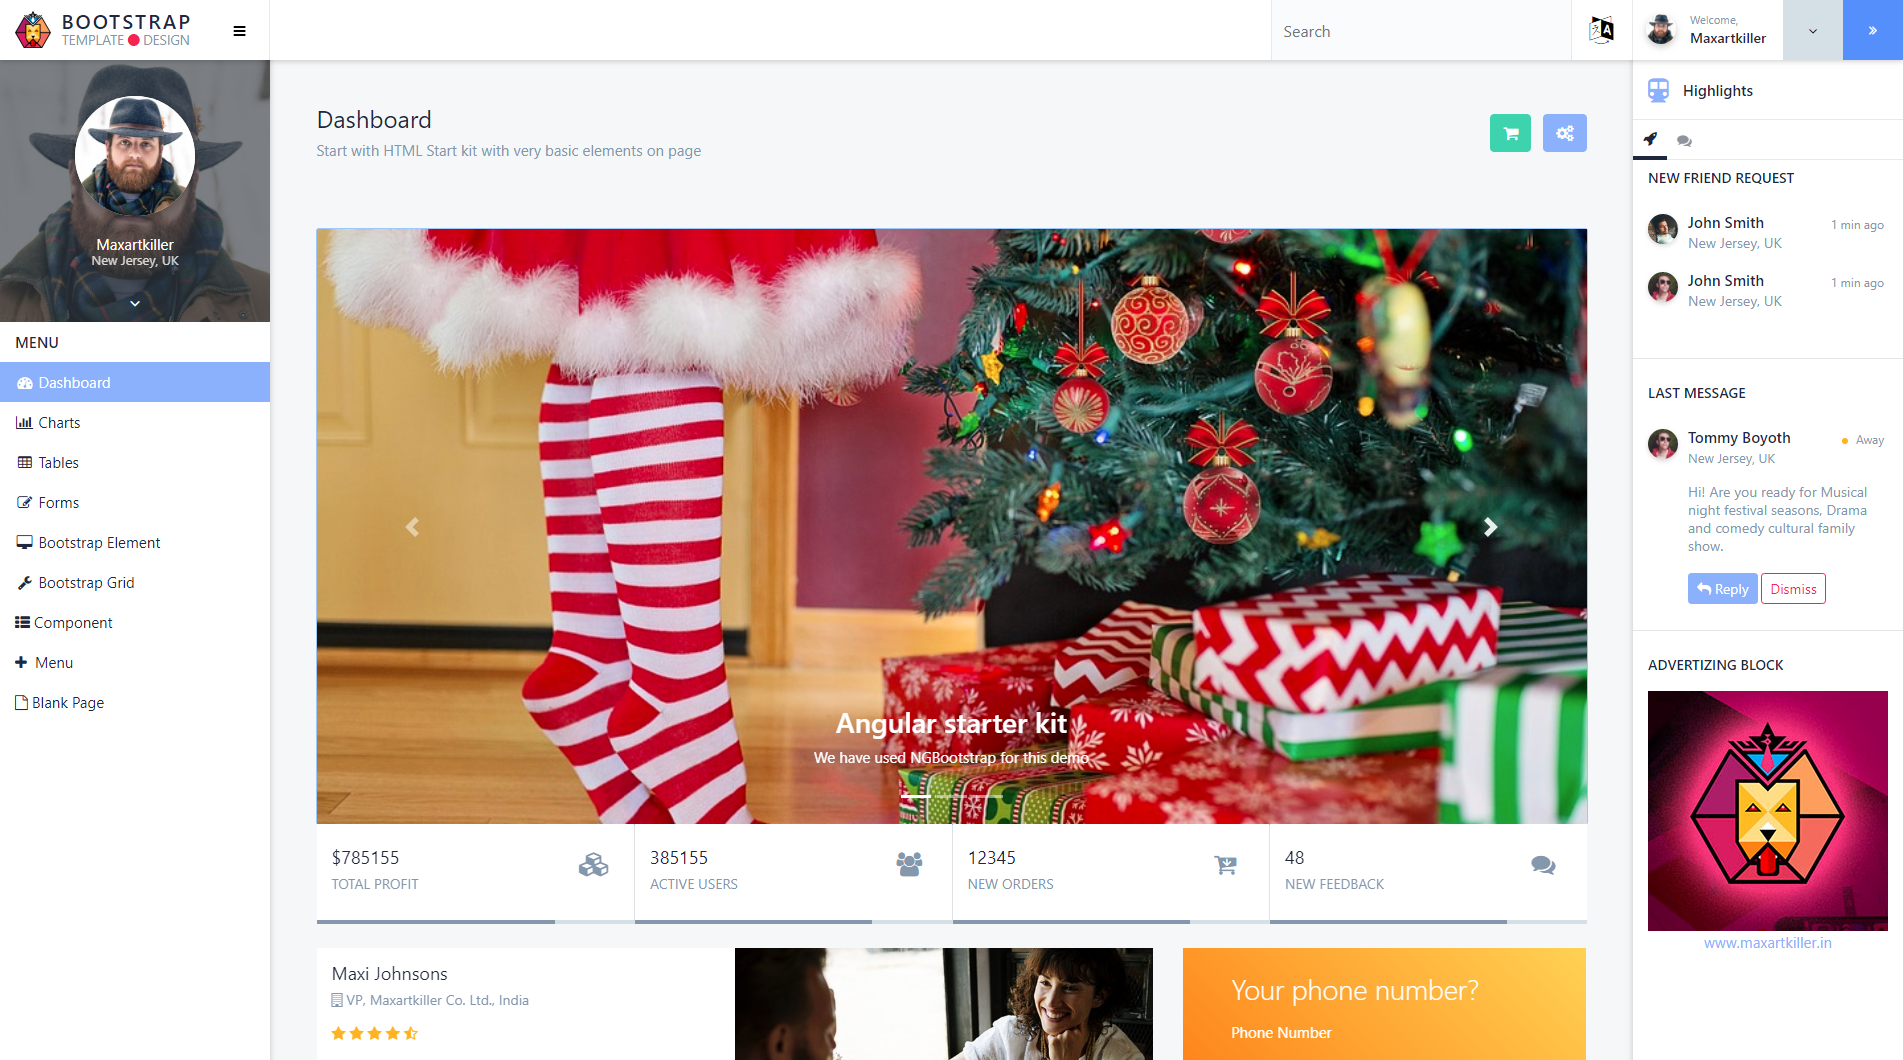 BOOTSTRAP
TEMPLATE DESIGN
Search
A
Welcome,
Maxartkiller
Maxartkiller
New Jersey, UK
MENU
Dashboard
Charts
Tables
Forms
Bootstrap Element
Bootstrap Grid
Component
Menu
Blank Page
Dashboard
Start with HTML Start kit with very basic elements on page
Angular starter kit
We have used NGBootstrap for this demo
$785155
TOTAL PROFIT
385155
ACTIVE USERS
12345
NEW ORDERS
48
NEW FEEDBACK
Maxi Johnsons
VP, Maxartkiller Co. Ltd., India
Your phone number?
Phone Number
Highlights
NEW FRIEND REQUEST
John Smith 1 min ago
New Jersey, UK
John Smith 1 min ago
New Jersey, UK
LAST MESSAGE
Tommy Boyoth Away
New Jersey, UK
Hi! Are you ready for Musical
night festival seasons, Drama
and comedy cultural family
show.
Reply Dismiss
ADVERTIZING BLOCK
www.maxartkiller.in